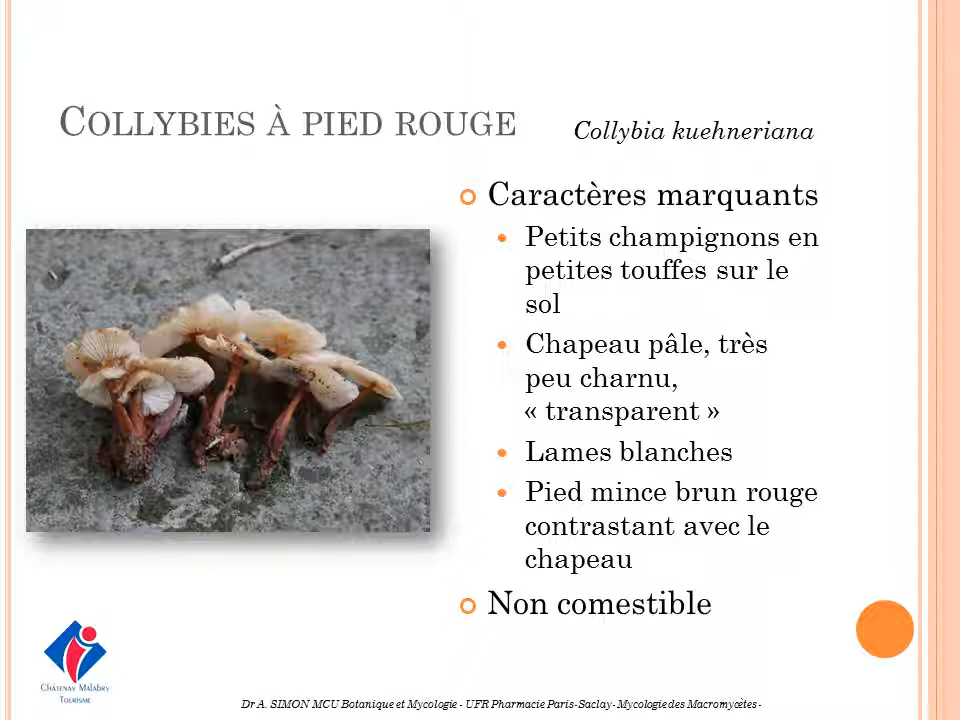 COLLYBIES À PIED ROUGE
Collybia kuehneriana
Caractères marquants
Petits champignons en
petites touffes sur le
sol
Chapeau pâle, très
peu charnu,
« transparent »
Lames blanches
Pied mince brun rouge
contrastant avec le
chapeau
Non comestible
Châtenay Malabry
Tourisme
Dr A. SIMON MCU Botanique et Mycologie - UFR Pharmacie Paris-Saclay- Mycologie des Macromycètes -